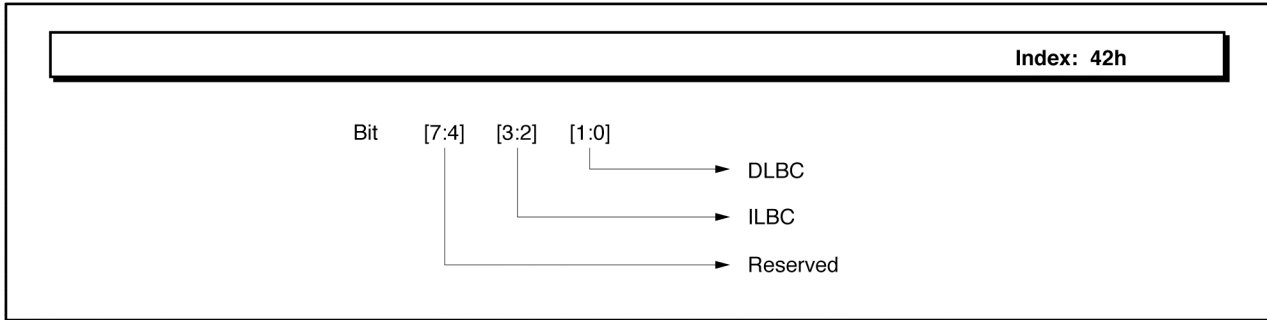 Index: 42h
Bit [7:4] [3:2] [1:0]
DLBC
ILBC
Reserved